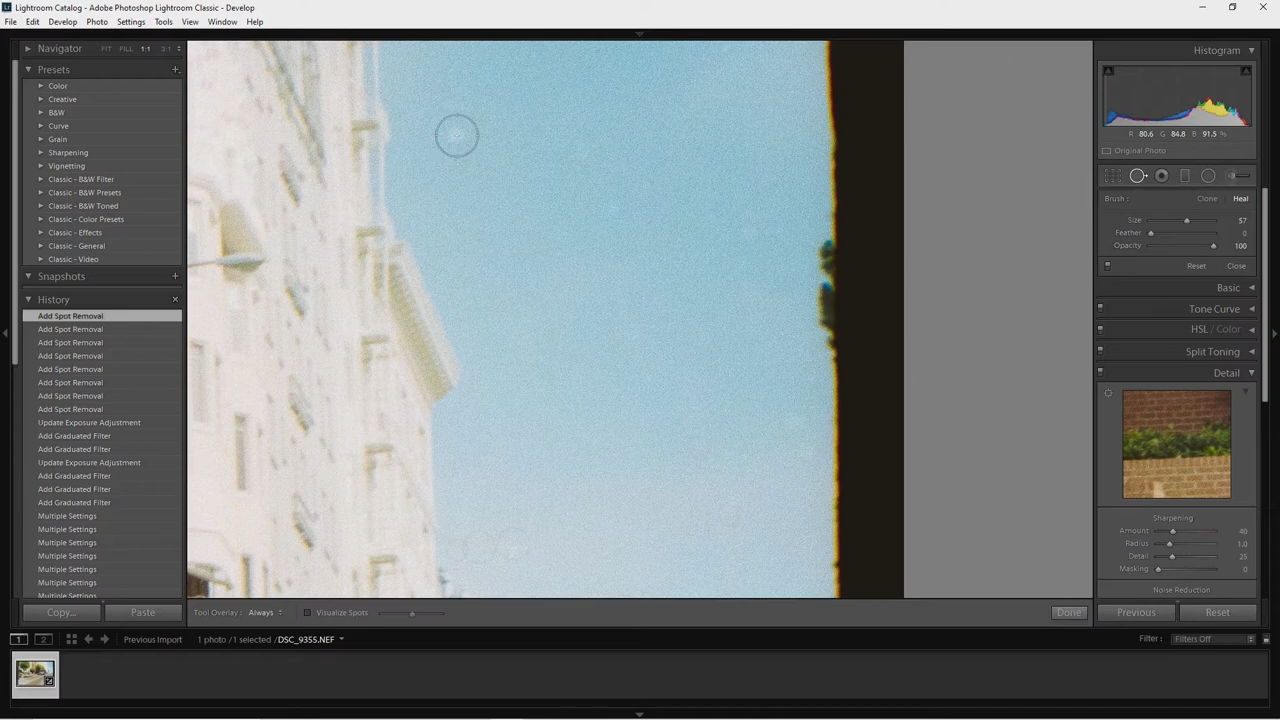 Lightroom Catalog - Adobe Photoshop Lightroom Classic - Develop
File Edit Develop Photo Settings Tools View Window Help
Navigator FIT FILL 1:1 3:1
Presets
Color
Creative
B&W
Curve
Grain
Sharpening
Vignetting
Classic - B&W Filter
Classic - B&W Presets
Classic - B&W Toned
Classic - Color Presets
Classic - Effects
Classic - General
Classic - Video
Snapshots
History
Add Spot Removal
Add Spot Removal
Add Spot Removal
Add Spot Removal
Add Spot Removal
Add Spot Removal
Add Spot Removal
Add Spot Removal
Update Exposure Adjustment
Add Graduated Filter
Add Graduated Filter
Update Exposure Adjustment
Add Graduated Filter
Add Graduated Filter
Add Graduated Filter
Multiple Settings
Multiple Settings
Multiple Settings
Multiple Settings
Multiple Settings
Multiple Settings
Multiple Settings
Copy... Paste
Tool Overlay: Always Visualize Spots Done
Histogram
R 80.6 G 84.8 B 91.5 %
Original Photo
Brush: Clone Heal
Size 57
Feather 0
Opacity 100
Reset Close
Basic
Tone Curve
HSL / Color
Split Toning
Detail
Sharpening
Amount 40
Radius 1,0
Detail 25
Masking 0
Noise Reduction
Previous Reset
1 2 Previous Import 1 photo / 1 selected / DSC_9355.NEF Filter: Filters Off